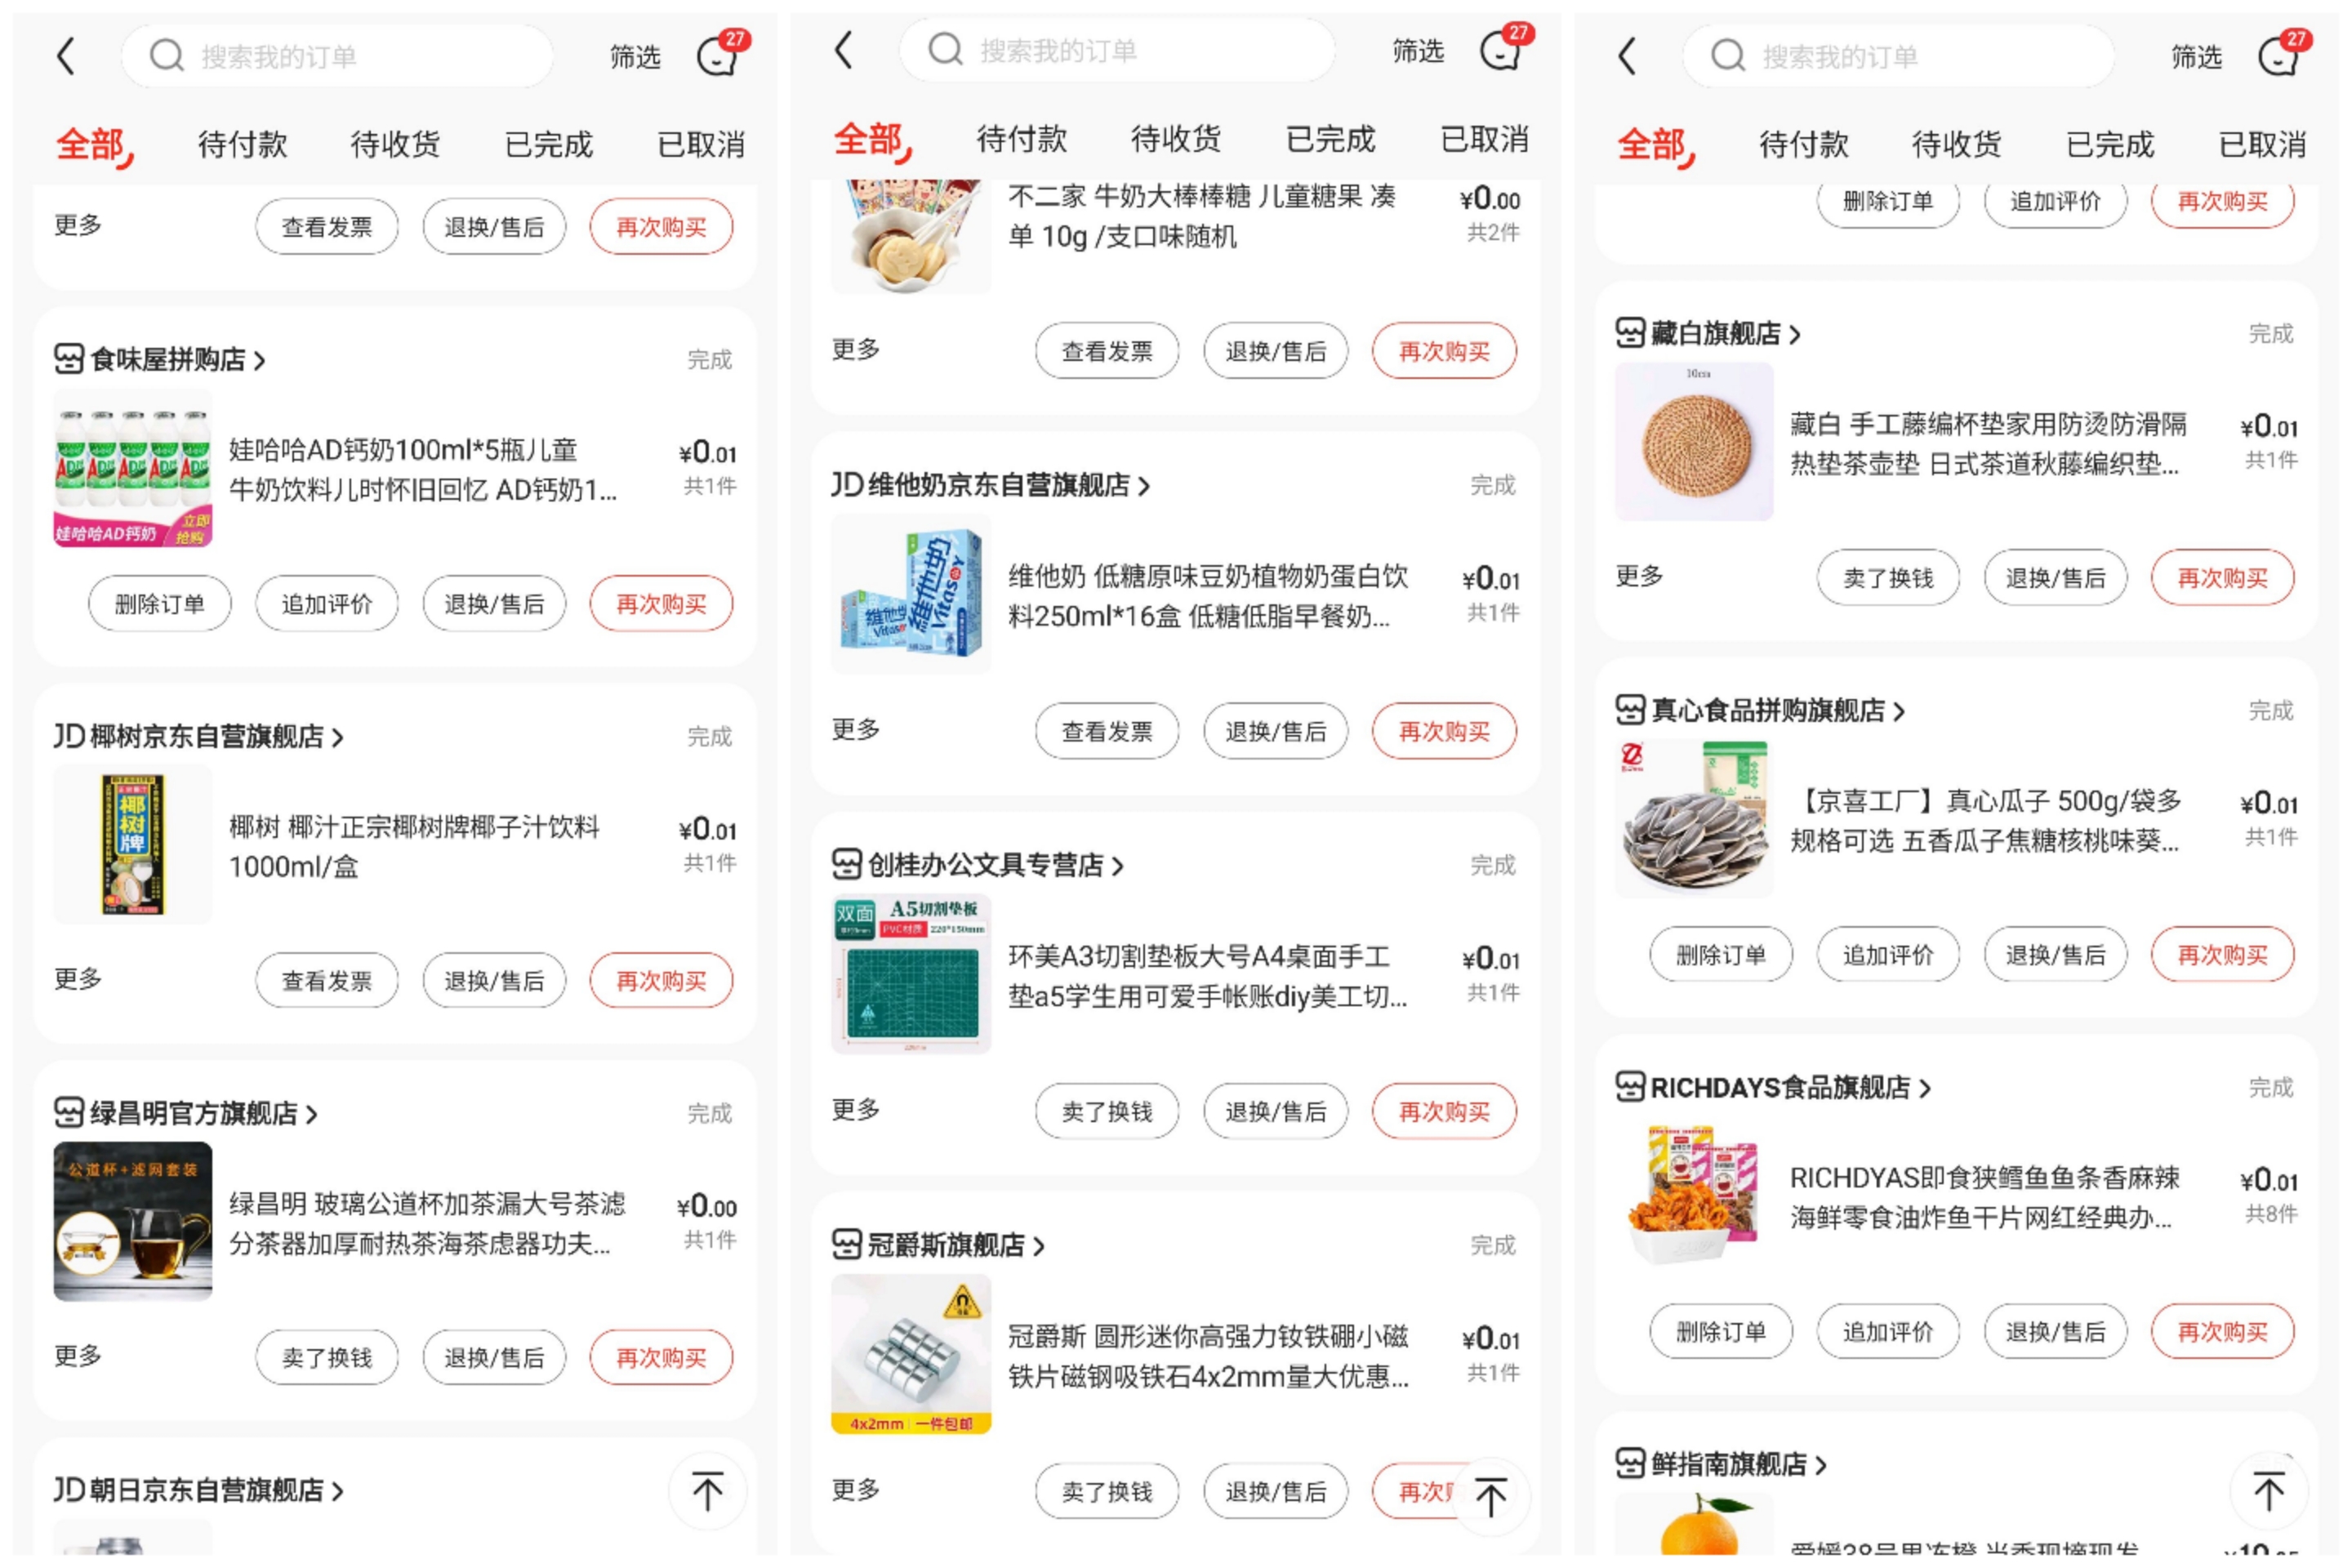 搜索我的订单
筛选
27
全部
待付款
待收货
已完成
已取消
更多
查看发票
退换/售后
再次购买
食味屋拼购店
完成
娃哈哈AD钙奶
立即
抢购
娃哈哈AD钙奶100ml*5瓶儿童
牛奶饮料儿时怀旧回忆 AD钙奶1...
¥0.01
共1件
删除订单
追加评价
退换/售后
再次购买
JD椰树京东自营旗舰店
完成
椰树牌
椰树 椰汁正宗椰树牌椰子汁饮料
1000ml/盒
¥0.01
共1件
更多
查看发票
退换/售后
再次购买
绿昌明官方旗舰店
完成
公道杯+滤网套装
绿昌明 玻璃公道杯加茶漏大号茶滤
分茶器加厚耐热茶海茶虑器功夫...
¥0.00
共1件
更多
卖了换钱
退换/售后
再次购买
JD朝日京东自营旗舰店
搜索我的订单
筛选
27
全部
待付款
待收货
已完成
已取消
不二家 牛奶大棒棒糖 儿童糖果 凑
单 10g /支口味随机
¥0.00
共2件
更多
查看发票
退换/售后
再次购买
JD维他奶京东自营旗舰店
完成
維他奶
Vitasoy
维他奶 低糖原味豆奶植物奶蛋白饮
料250ml*16盒 低糖低脂早餐奶...
¥0.01
共1件
更多
查看发票
退换/售后
再次购买
创桂办公文具专营店
完成
双面
A5切割垫板
PVC材质
220*150mm
环美A3切割垫板大号A4桌面手工
垫a5学生用可爱手帐账diy美工切...
¥0.01
共1件
更多
卖了换钱
退换/售后
再次购买
冠爵斯旗舰店
完成
4x2mm 一件包邮
冠爵斯 圆形迷你高强力钕铁硼小磁
铁片磁钢吸铁石4x2mm量大优惠...
¥0.01
共1件
更多
卖了换钱
退换/售后
再次
搜索我的订单
筛选
27
全部
待付款
待收货
已完成
已取消
删除订单
追加评价
再次购买
藏白旗舰店
完成
10cm
藏白 手工藤编杯垫家用防烫防滑隔
热垫茶壶垫 日式茶道秋藤编织垫...
¥0.01
共1件
更多
卖了换钱
退换/售后
再次购买
真心食品拼购旗舰店
完成
【京喜工厂】真心瓜子 500g/袋多
规格可选 五香瓜子焦糖核桃味葵...
¥0.01
共1件
删除订单
追加评价
退换/售后
再次购买
RICHDAYS食品旗舰店
完成
RICHDYAS即食狭鳕鱼鱼条香麻辣
海鲜零食油炸鱼干片网红经典办...
¥0.01
共8件
删除订单
追加评价
退换/售后
再次购买
鲜指南旗舰店
爱媛38号果冻橙 当季现摘现发